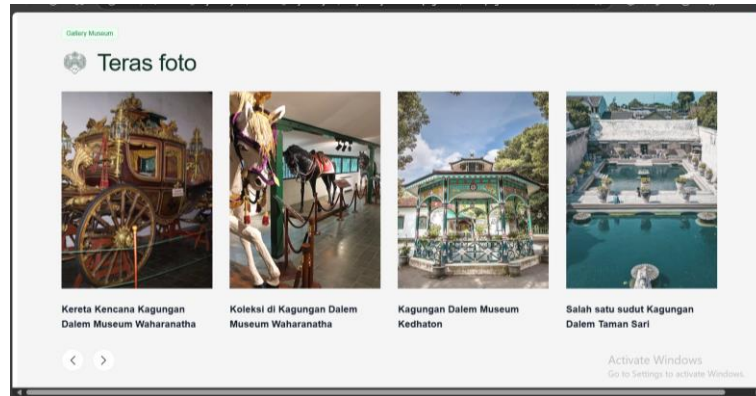 Gallery Museum
Teras foto
Kereta Kencana Kagungan
Dalem Museum Waharanatha
Koleksi di Kagungan Dalem
Museum Waharanatha
Kagungan Dalem Museum
Kedhaton
Salah satu sudut Kagungan
Dalem Taman Sari
Activate Windows
Go to Settings to activate Windows.